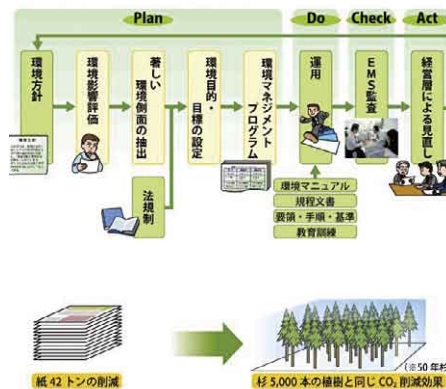 Plan
Do
Check
Act
環境方針
環境影響評価
著しい
環境側面の抽出
環境目的・
目標の設定
環境マネジメント
プログラム
運用
EMS監査
経営層による見直し
法規制
環境マニュアル
規程文書
要領・手順・基準
教育訓練
(※50年杉
紙42トンの削減
杉5,000本の植樹と同じCO₂削減効果